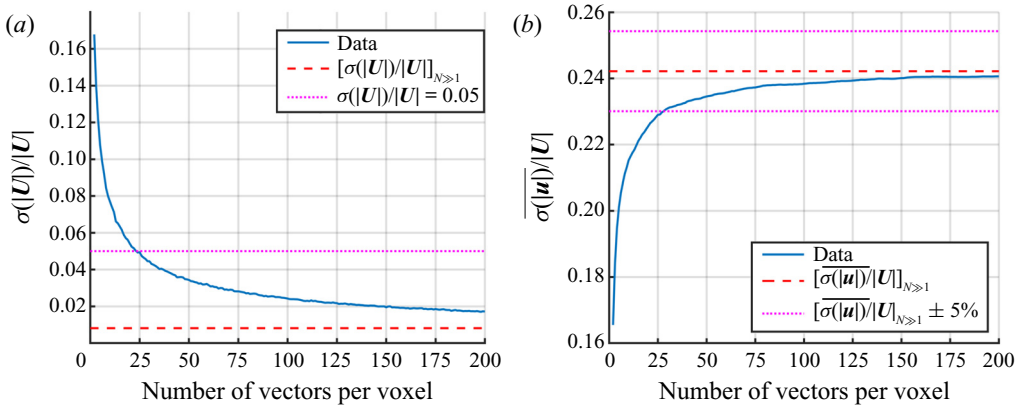 (a)
0.16
0.14
0.12
0.10
0.08
0.06
0.04
0.02
σ(|U|)/|U|
0 25 50 75 100 125 150 175 200
Number of vectors per voxel
Data
[σ(|U|)/|U|]N≫1
σ(|U|)/|U| = 0.05
(b)
0.26
0.24
0.22
0.20
0.18
0.16
σ(|u|)/|U|
0 25 50 75 100 125 150 175 200
Number of vectors per voxel
Data
[σ(|u|)/|U|]N≫1
[σ(|u|)/|U|N≫1 ± 5%